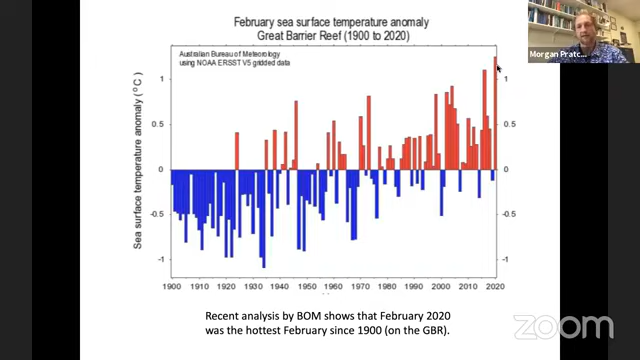 February sea surface temperature anomaly
Great Barrier Reef (1900 to 2020)
Australian Bureau of Meteorology
using NOAA ERSST V5 gridded data
Sea surface temperature anomaly (°C)
1
0.5
0
-0.5
-1
1
0.5
0
-0.5
-1
1900 1910 1920 1930 1940 1950 1960 1970 1980 1990 2000 2010 2020
Recent analysis by BOM shows that February 2020
was the hottest February since 1900 (on the GBR).
Morgan Pratc...
zoom